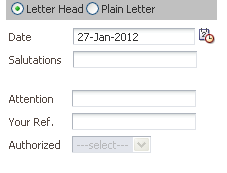 Letter Head Plain Letter
Date 27-Jan-2012
Salutations
Attention
Your Ref.
Authorized ---select---